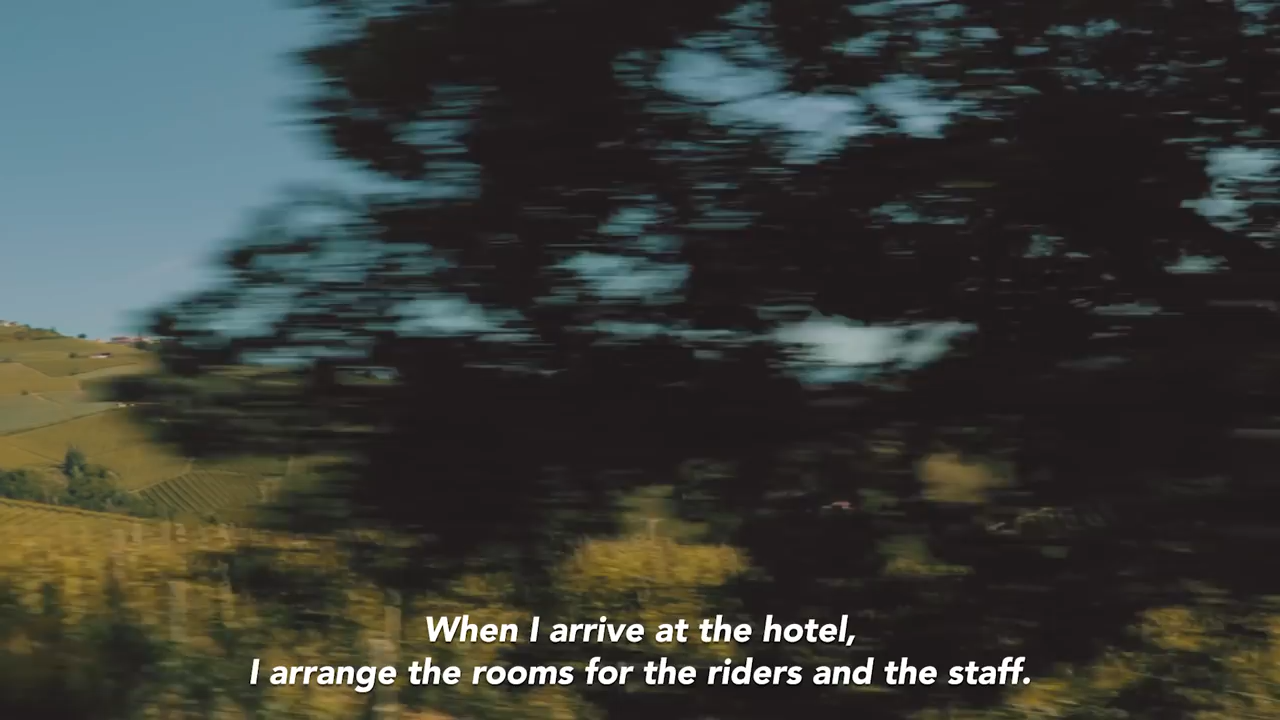 When I arrive at the hotel,
I arrange the rooms for the riders and the staff.